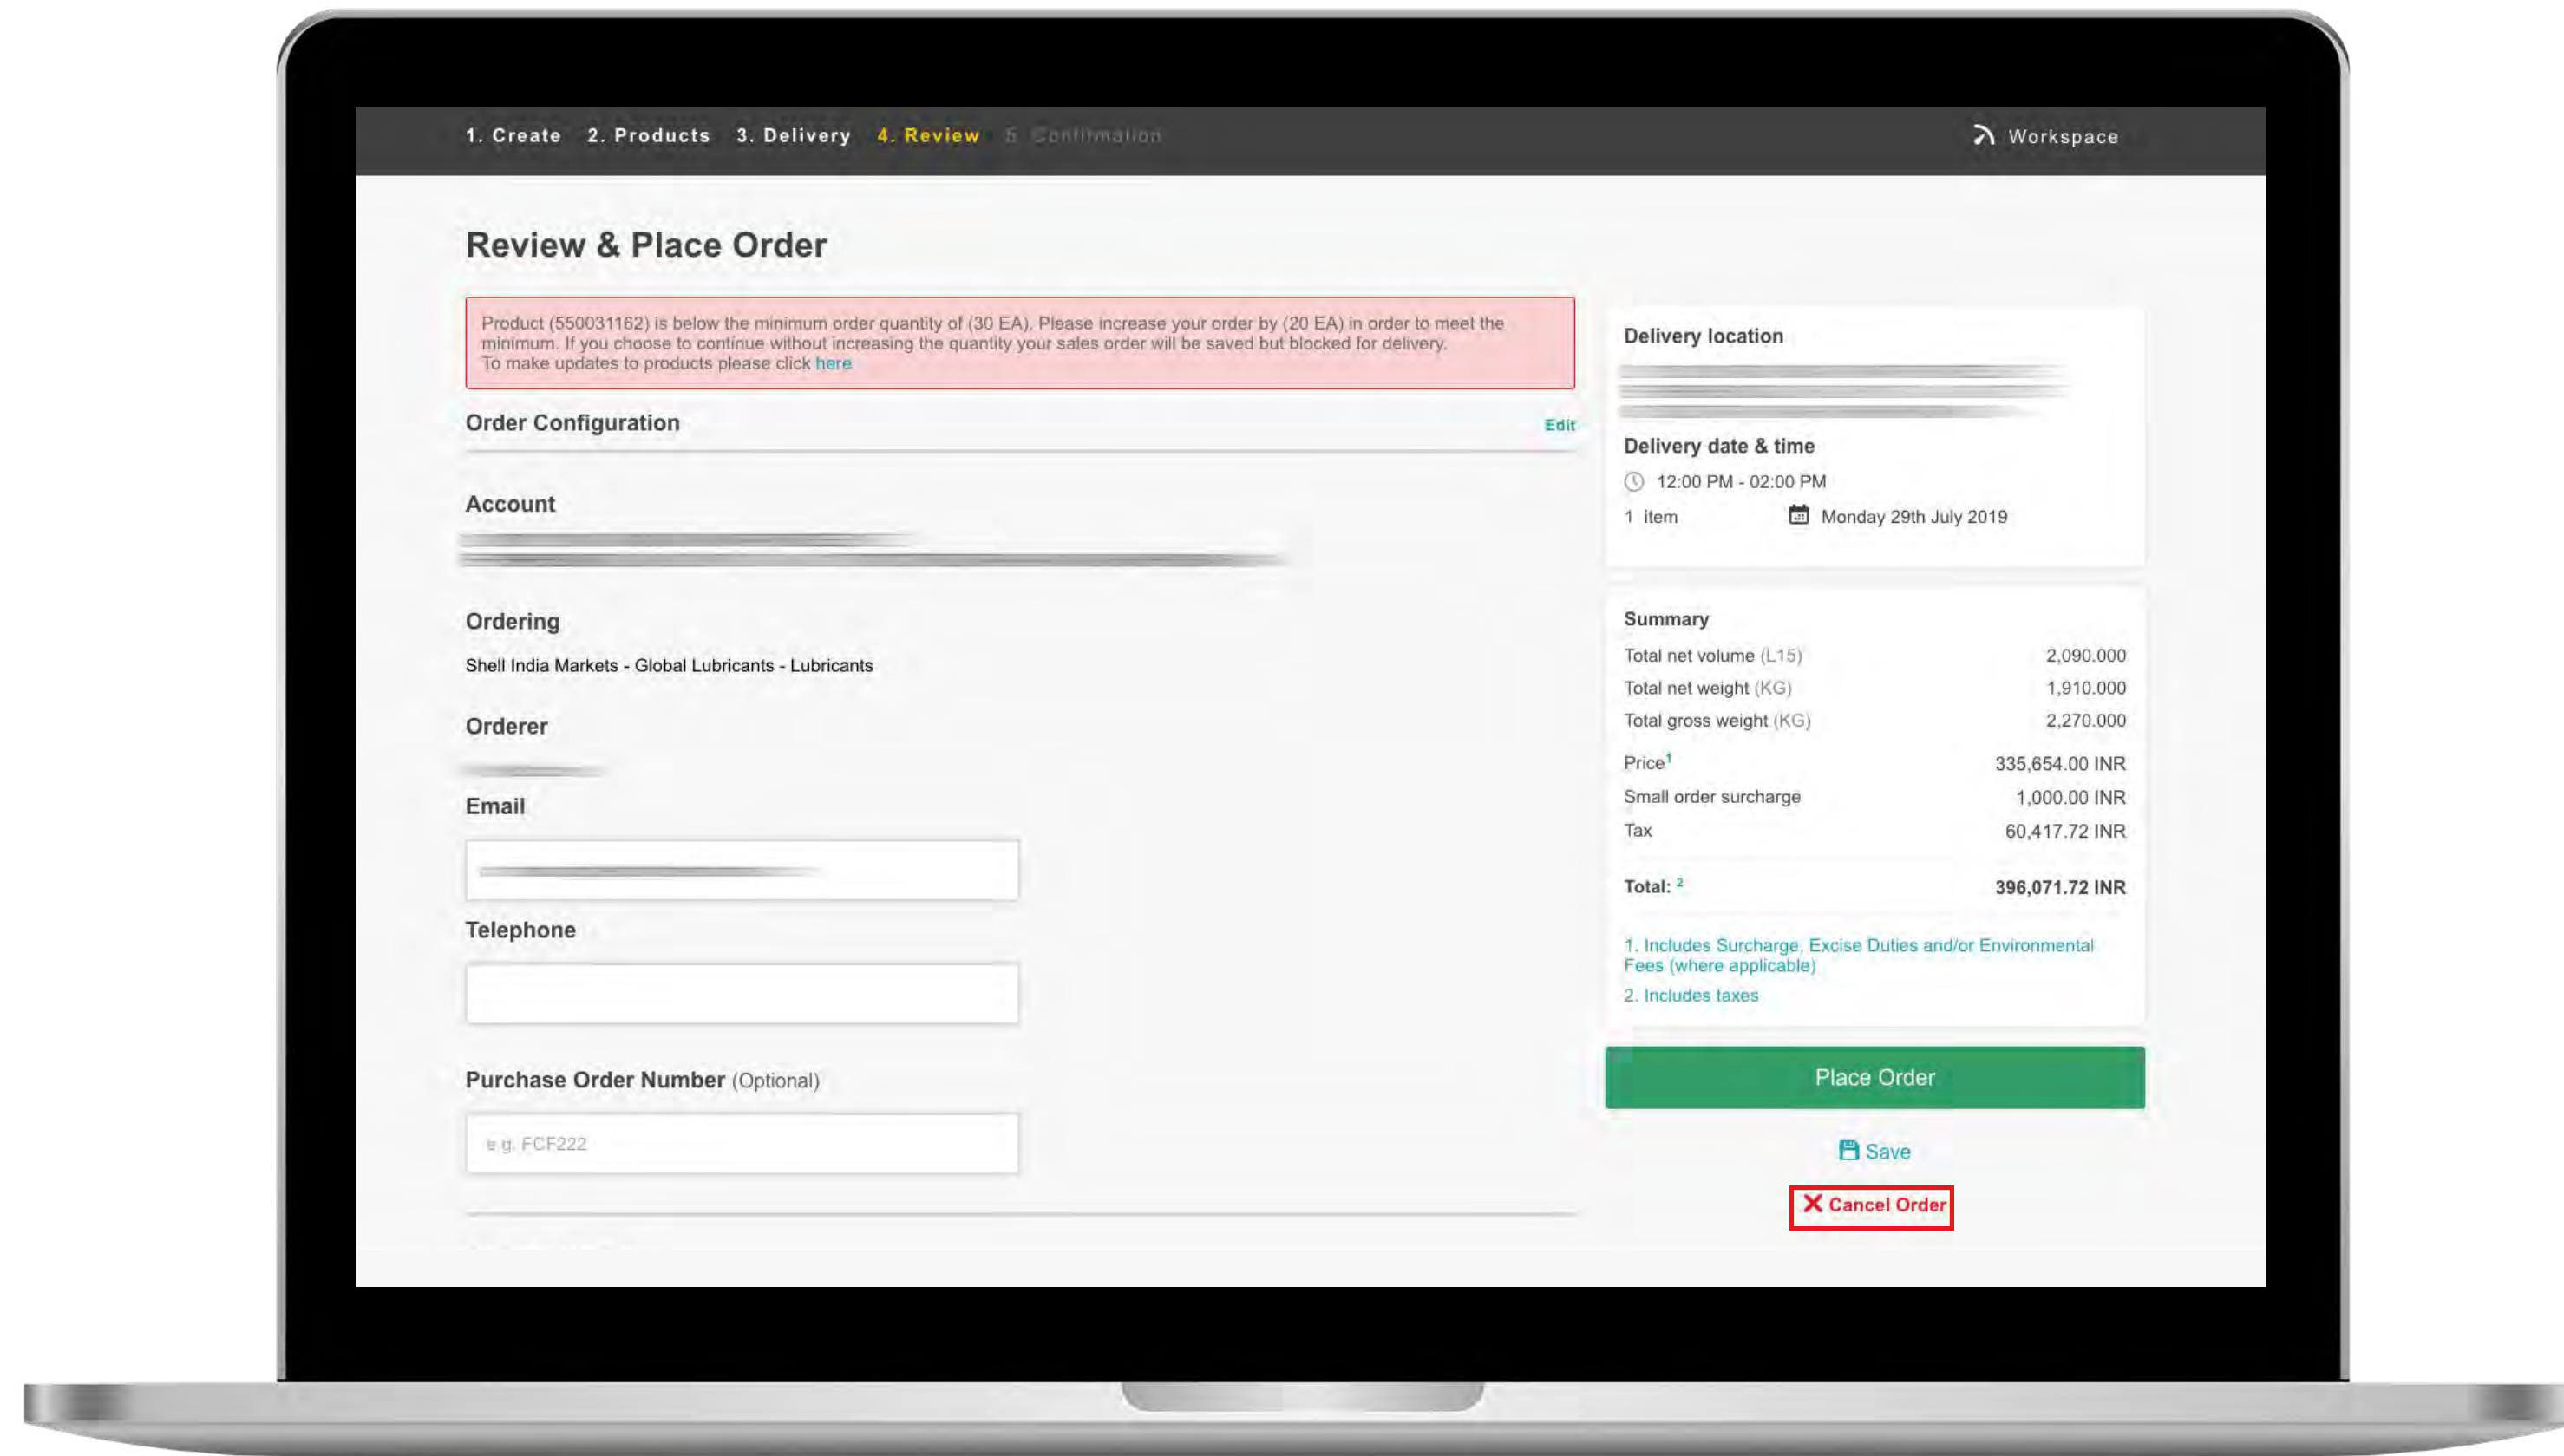 1. Create 2. Products 3. Delivery 4. Review 5 Confirmation
Workspace
Review & Place Order
Product (550031162) is below the minimum order quantity of (30 EA). Please increase your order by (20 EA) in order to meet the
minimum. If you choose to continue without increasing the quantity your sales order will be saved but blocked for delivery.
To make updates to products please click here
Order Configuration
Edit
Account
Ordering
Shell India Markets - Global Lubricants - Lubricants
Orderer
Email
Telephone
Purchase Order Number (Optional)
e.g. FCF222
Delivery location
Delivery date & time
12:00 PM - 02:00 PM
1 item Monday 29th July 2019
Summary
Total net volume (L15) 2,090.000
Total net weight (KG) 1,910.000
Total gross weight (KG) 2,270.000
Price1 335,654.00 INR
Small order surcharge 1,000.00 INR
Tax 60,417.72 INR
Total: 2 396,071.72 INR
1. Includes Surcharge, Excise Duties and/or Environmental
Fees (where applicable)
2. Includes taxes
Place Order
Save
Cancel Order